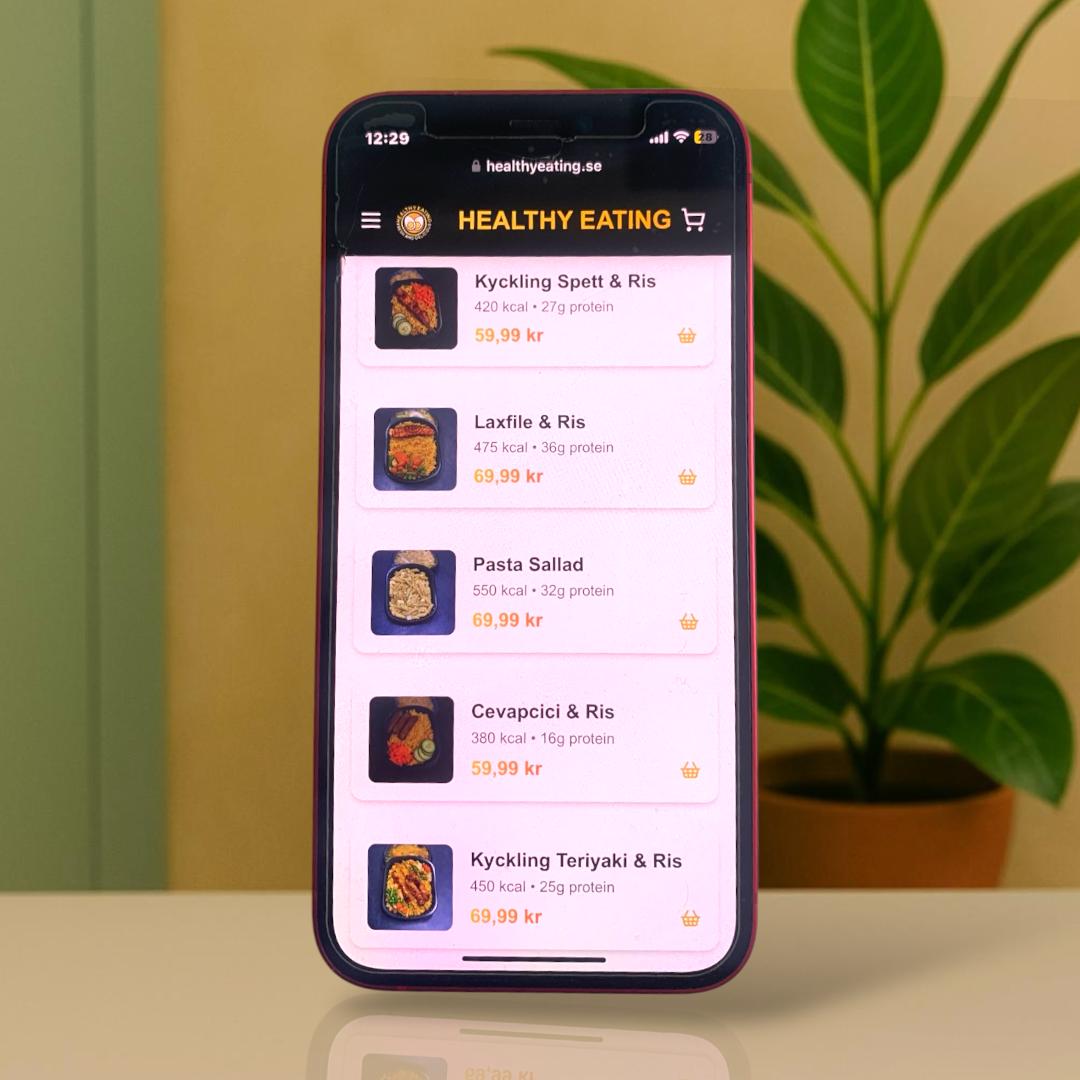 12:29
28
healthyeating.se
HEALTHY EATING
Kyckling Spett & Ris
420 kcal • 27g protein
59,99 kr
Laxfile & Ris
475 kcal • 36g protein
69,99 kr
Pasta Sallad
550 kcal • 32g protein
69,99 kr
Cevapcici & Ris
380 kcal • 16g protein
59,99 kr
Kyckling Teriyaki & Ris
450 kcal • 25g protein
69,99 kr